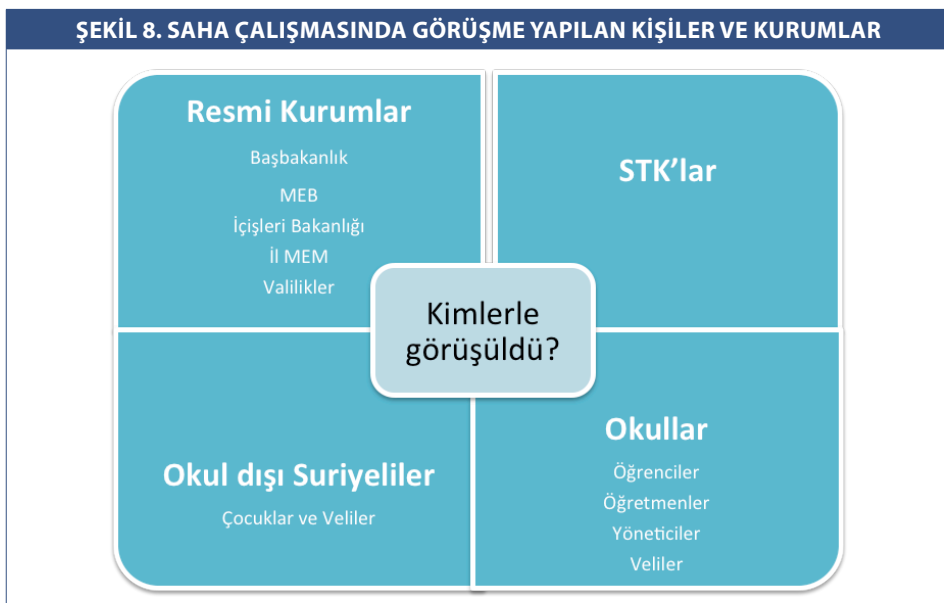 ŞEKİL 8. SAHA ÇALIŞMASINDA GÖRÜŞME YAPILAN KİŞİLER VE KURUMLAR
Resmi Kurumlar
Başbakanlık
MEB
İçişleri Bakanlığı
İl MEM
Valilikler
STK’lar
Kimlerle
görüşüldü?
Okul dışı Suriyeliler
Çocuklar ve Veliler
Okullar
Öğrenciler
Öğretmenler
Yöneticiler
Veliler